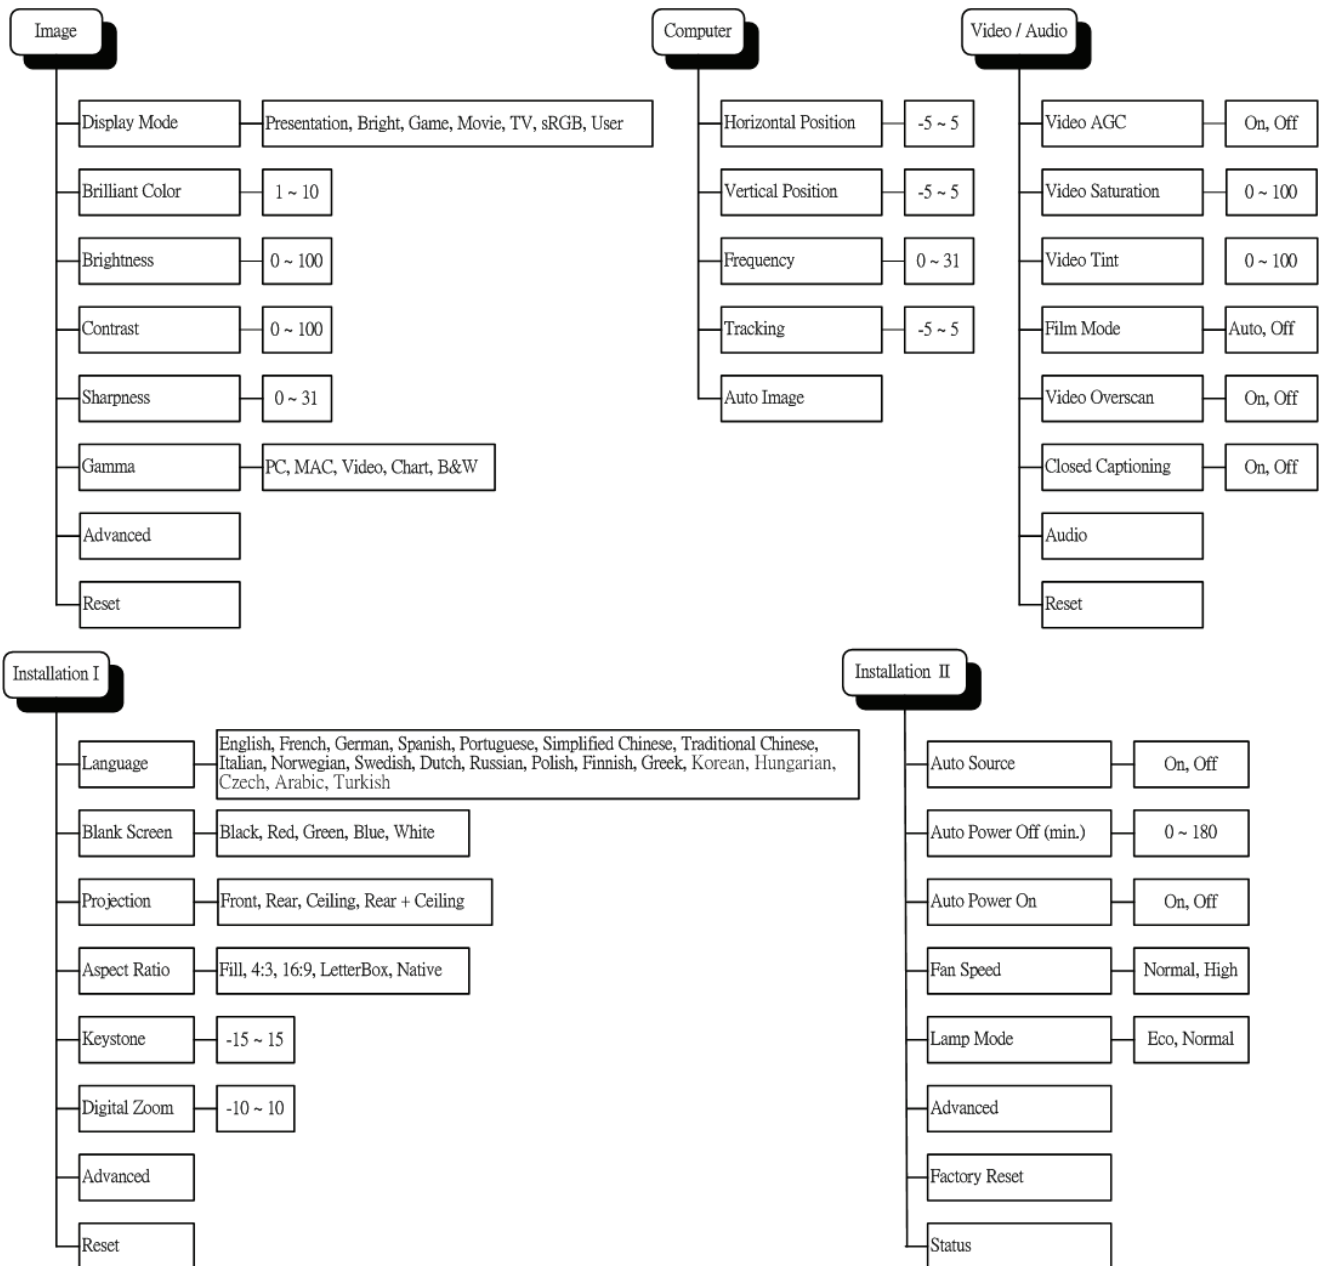 Image
Display Mode
Presentation, Bright, Game, Movie, TV, sRGB, User
Brilliant Color
1 ~ 10
Brightness
0 ~ 100
Contrast
0 ~ 100
Sharpness
0 ~ 31
Gamma
PC, MAC, Video, Chart, B&W
Advanced
Reset
Computer
Horizontal Position
-5 ~ 5
Vertical Position
-5 ~ 5
Frequency
0 ~ 31
Tracking
-5 ~ 5
Auto Image
Video / Audio
Video AGC
On, Off
Video Saturation
0 ~ 100
Video Tint
0 ~ 100
Film Mode
Auto, Off
Video Overscan
On, Off
Closed Captioning
On, Off
Audio
Reset
Installation I
Language
English, French, German, Spanish, Portuguese, Simplified Chinese, Traditional Chinese,
Italian, Norwegian, Swedish, Dutch, Russian, Polish, Finnish, Greek, Korean, Hungarian,
Czech, Arabic, Turkish
Blank Screen
Black, Red, Green, Blue, White
Projection
Front, Rear, Ceiling, Rear + Ceiling
Aspect Ratio
Fill, 4:3, 16:9, LetterBox, Native
Keystone
-15 ~ 15
Digital Zoom
-10 ~ 10
Advanced
Reset
Installation II
Auto Source
On, Off
Auto Power Off (min.)
0 ~ 180
Auto Power On
On, Off
Fan Speed
Normal, High
Lamp Mode
Eco, Normal
Advanced
Factory Reset
Status